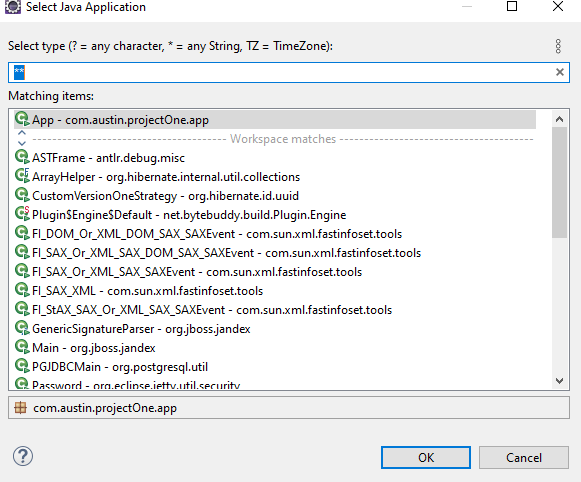 Select Java Application
Select type (? = any character, * = any String, TZ = TimeZone):
**
Matching items:
App - com.austin.projectOne.app
Workspace matches
ASTFrame - antlr.debug.misc
ArrayHelper - org.hibernate.internal.util.collections
CustomVersionOneStrategy - org.hibernate.id.uuid
Plugin$Engine$Default - net.bytebuddy.build.Plugin.Engine
FI_DOM_Or_XML_DOM_SAX_SAXEvent - com.sun.xml.fastinfoset.tools
FI_SAX_Or_XML_SAX_DOM_SAX_SAXEvent - com.sun.xml.fastinfoset.tools
FI_SAX_Or_XML_SAX_SAXEvent - com.sun.xml.fastinfoset.tools
FI_SAX_XML - com.sun.xml.fastinfoset.tools
FI_StAX_SAX_Or_XML_SAX_SAXEvent - com.sun.xml.fastinfoset.tools
GenericSignatureParser - org.jboss.jandex
Main - org.jboss.jandex
PGJDBCMain - org.postgresql.util
Password - org.eclipse.jetty.util.security
com.austin.projectOne.app
OK
Cancel